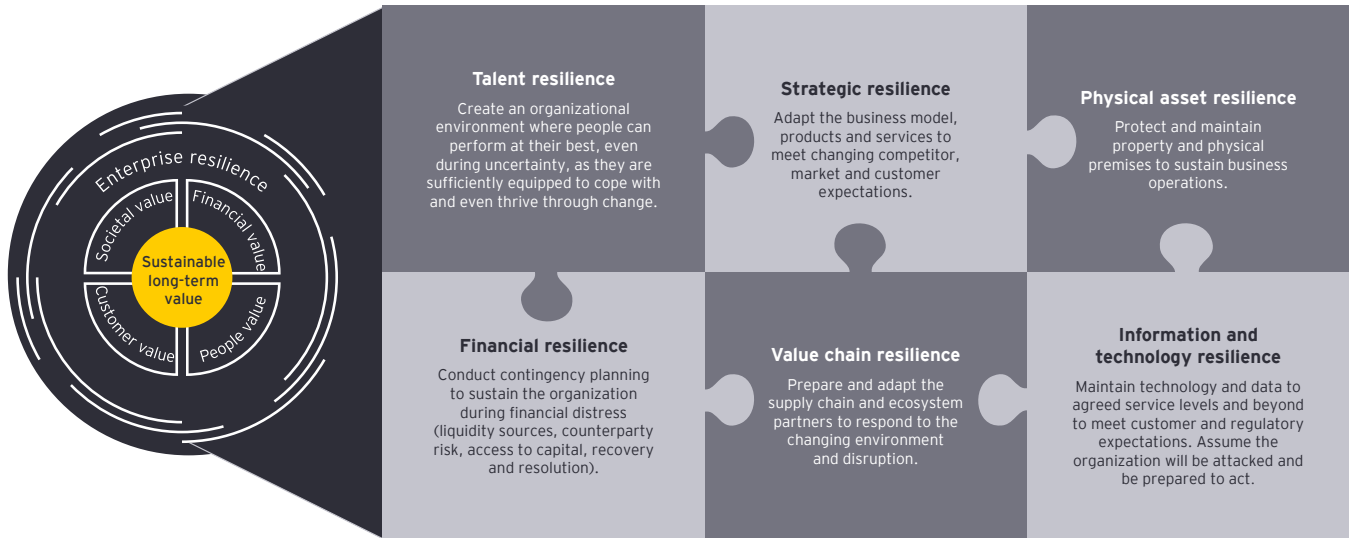 Enterprise resilience
Societal value
Financial value
Sustainable
long-term
value
Customer value
People value
Talent resilience
Create an organizational
environment where people can
perform at their best, even
during uncertainty, as they are
sufficiently equipped to cope with
and even thrive through change.
Strategic resilience
Adapt the business model,
products and services to
meet changing competitor,
market and customer
expectations.
Physical asset resilience
Protect and maintain
property and physical
premises to sustain business
operations.
Financial resilience
Conduct contingency planning
to sustain the organization
during financial distress
(liquidity sources, counterparty
risk, access to capital, recovery
and resolution).
Value chain resilience
Prepare and adapt the
supply chain and ecosystem
partners to respond to the
changing environment
and disruption.
Information and
technology resilience
Maintain technology and data to
agreed service levels and beyond
to meet customer and regulatory
expectations. Assume the
organization will be attacked and
be prepared to act.